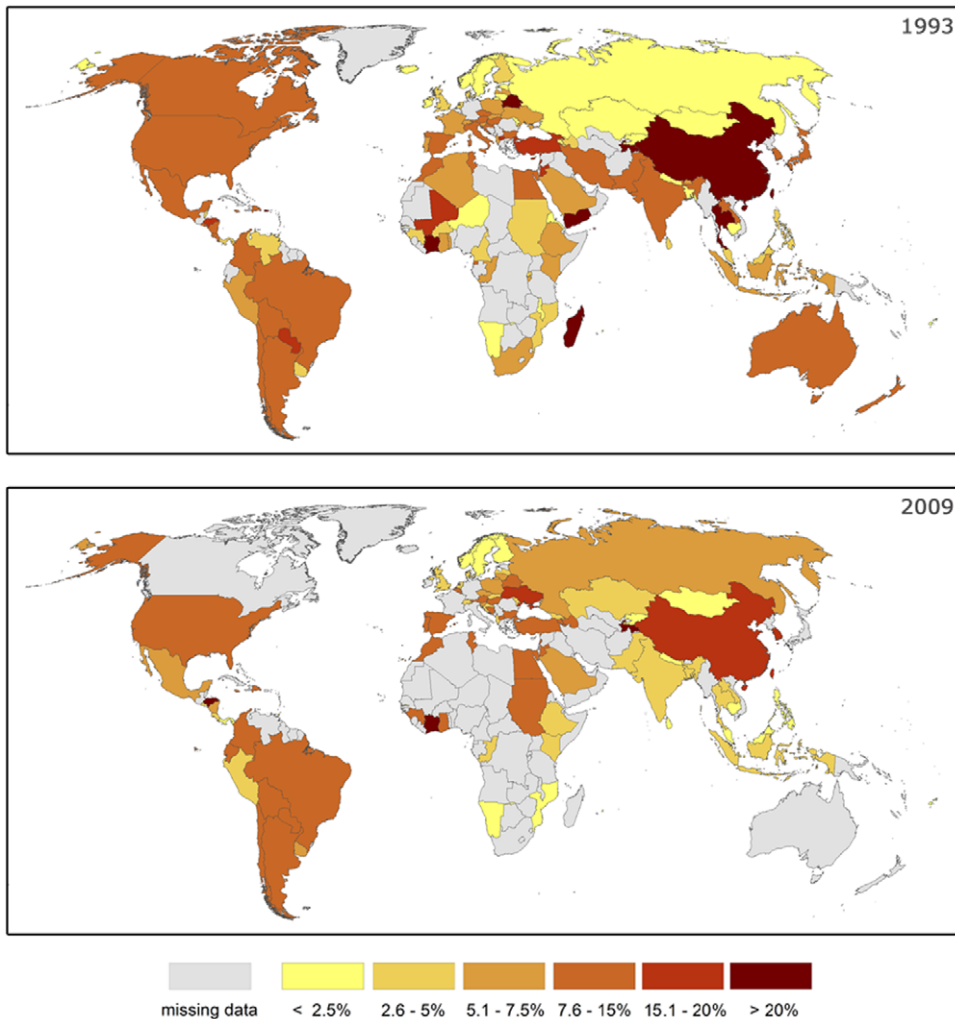 1993
2009
missing data < 2.5% 2.6 - 5% 5.1 - 7.5% 7.6 - 15% 15.1 - 20% > 20%